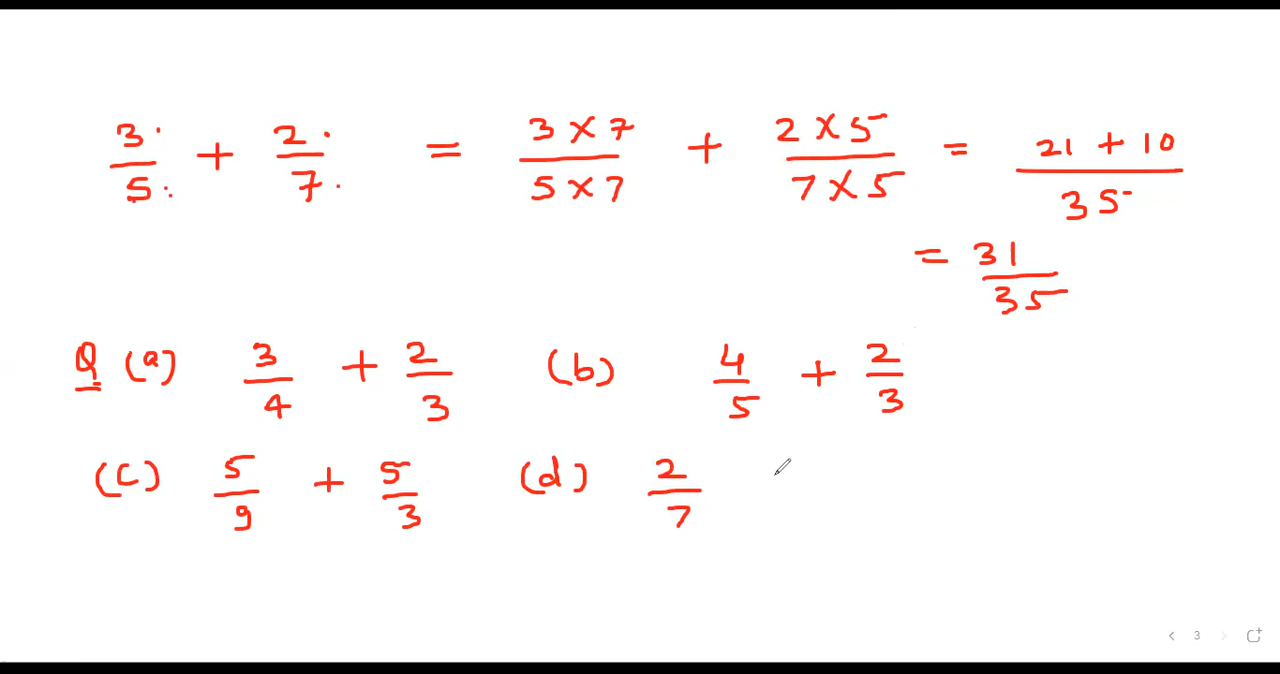 3/5 + 2/7 = 3 × 7/5 × 7 + 2 × 5/7 × 5 = 21 + 10/35
= 31/35
Q (a) 3/4 + 2/3 (b) 4/5 + 2/3
(c) 5/9 + 5/3 (d) 2/7
< 3 >